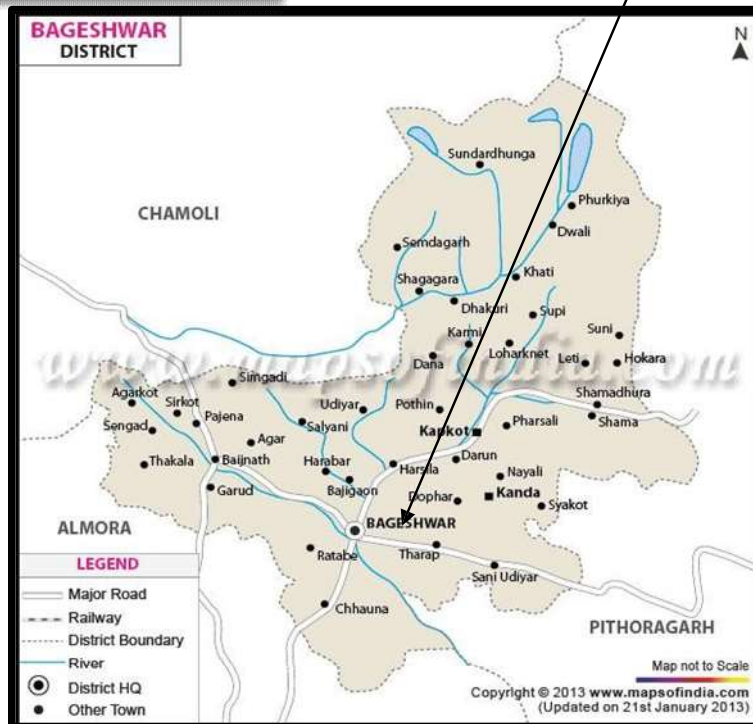 BAGESHWAR
DISTRICT
N
Sundardhunga
Phurkiya
CHAMOLI
Dwali
Semdagarh
Khati
Shagagara
Dhakuri
Supi
Karmi
Suni
Loharknet
Leti
Hokara
Dana
www.mapsofindia.com
Simgadi
Agarkot
Sirkot
Udiyar
Pothin
Shamadhura
Sengad
Pajena
Salyani
Kapkot
Pharsali
Shama
Agar
Thakala
Baijnath
Harabar
Harsila
Darun
Nayali
Garud
Bajigaon
Dophar
Kanda
Syakot
ALMORA
BAGESHWAR
LEGEND
Ratabe
Tharap
Sani Udiyar
Major Road
Railway
Chhauna
PITHORAGARH
District Boundary
River
Map not to Scale
District HQ
Copyright © 2013 www.mapsofindia.com
Other Town
(Updated on 21st January 2013)